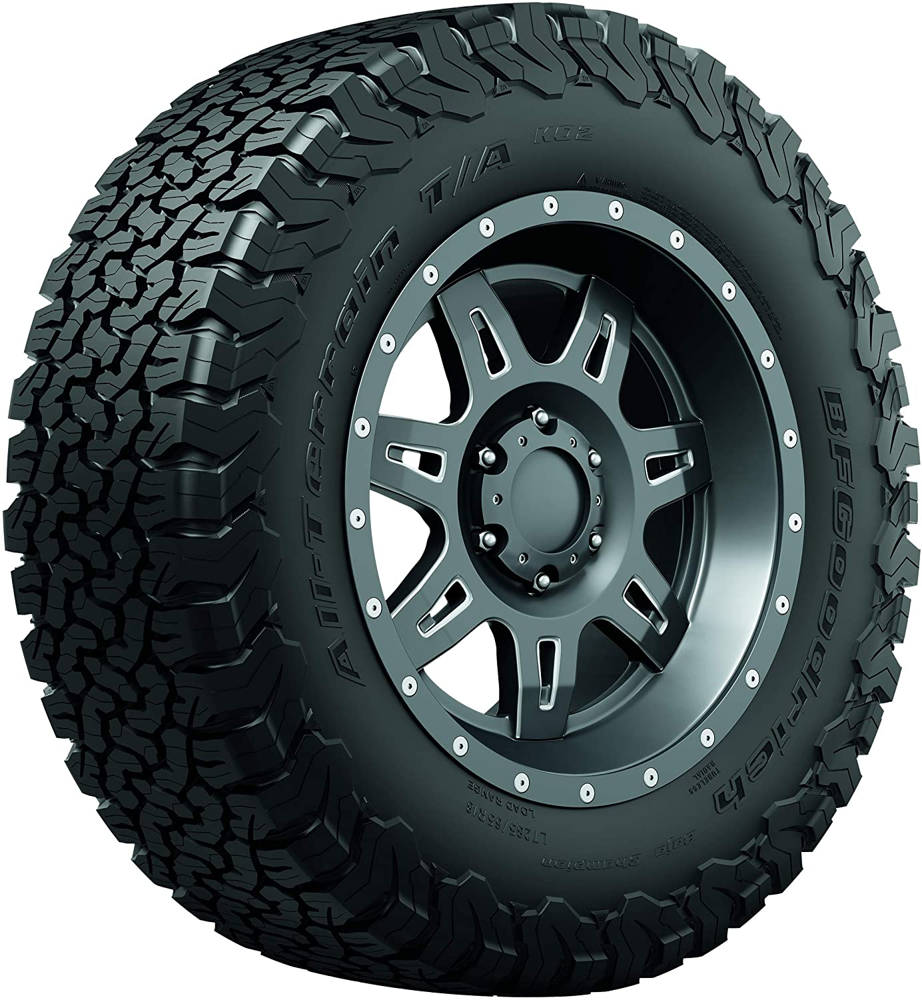 All-Terrain T/A KO2
WARNING:
BFGoodrich
TUBELESS
RADIAL
Baja Champion
LT285/65R18
LOAD RANGE
T/A